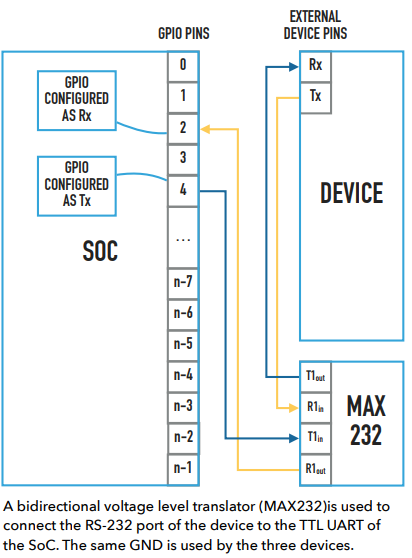 GPIO PINS
EXTERNAL
DEVICE PINS
0
1
2
3
4
...
n-7
n-6
n-5
n-4
n-3
n-2
n-1
GPIO
CONFIGURED
AS Rx
GPIO
CONFIGURED
AS Tx
SOC
Rx
Tx
DEVICE
T1out
R1in
T1in
R1out
MAX
232
A bidirectional voltage level translator (MAX232)is used to
connect the RS-232 port of the device to the TTL UART of
the SoC. The same GND is used by the three devices.